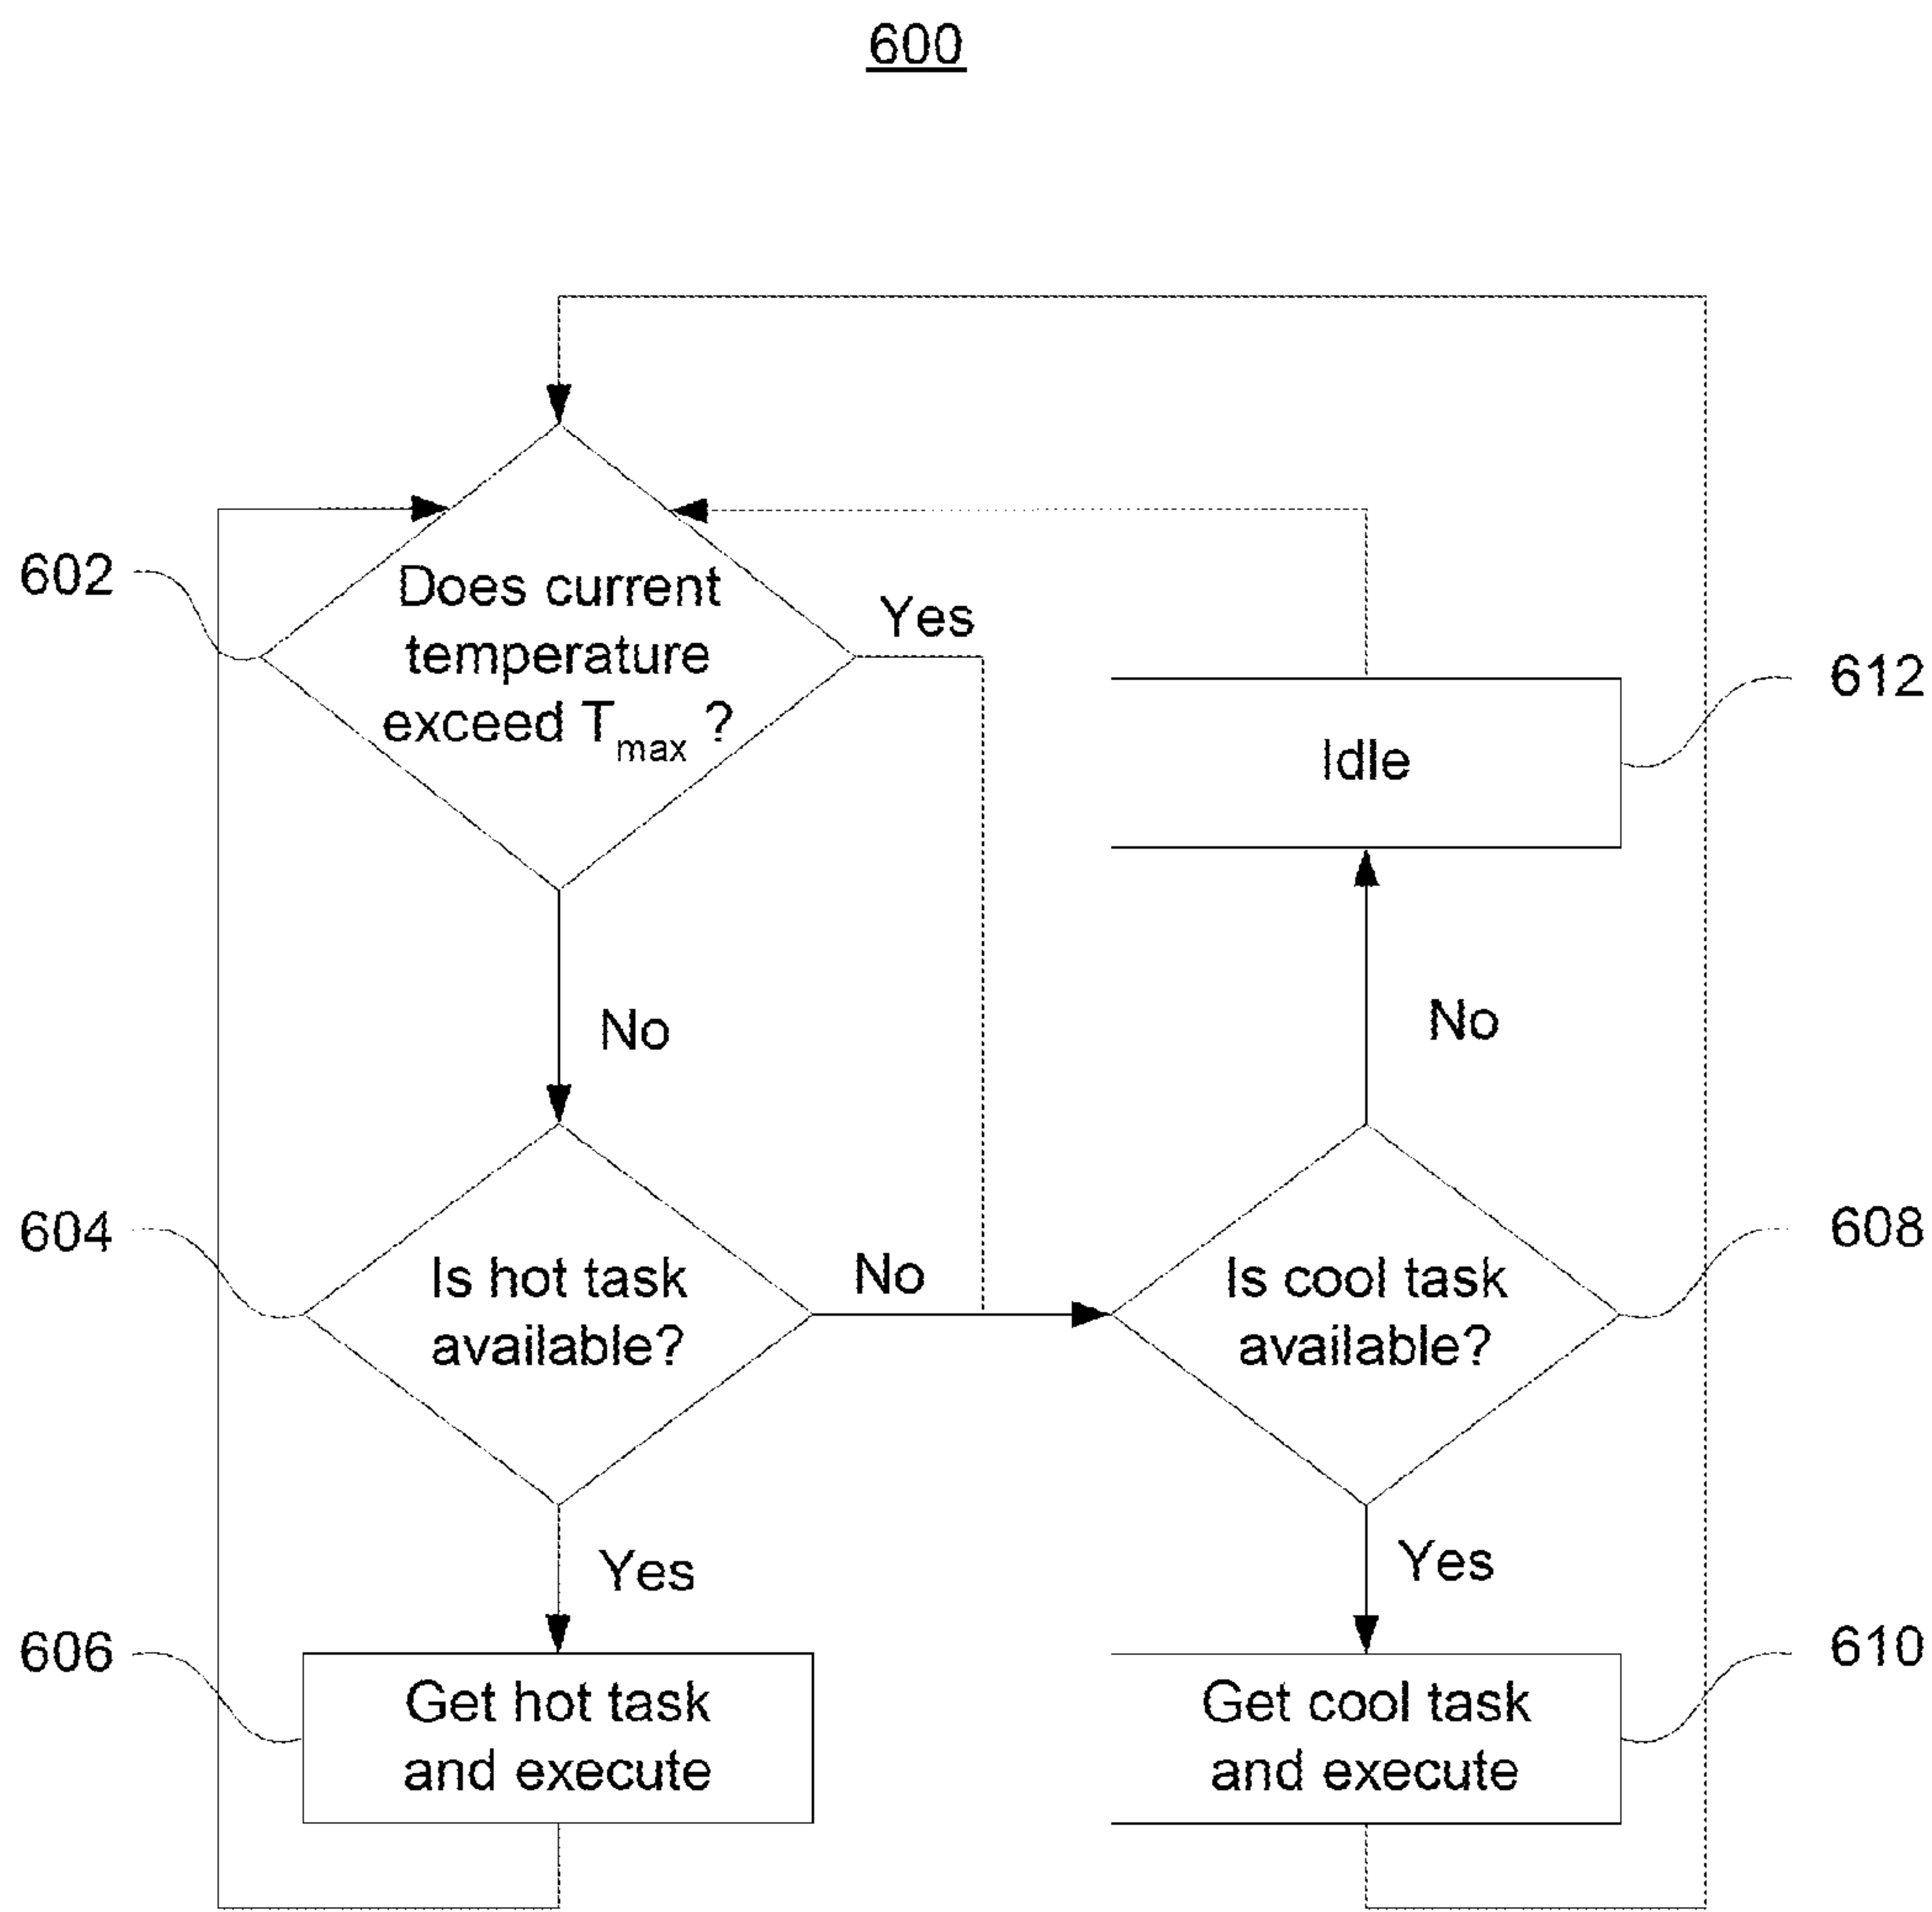 600
602
Does current
temperature
exceed Tmax ?
Yes
612
Idle
No
No
604
Is hot task
available?
No
Is cool task
available?
608
Yes
Yes
606
Get hot task
and execute
Get cool task
and execute
610